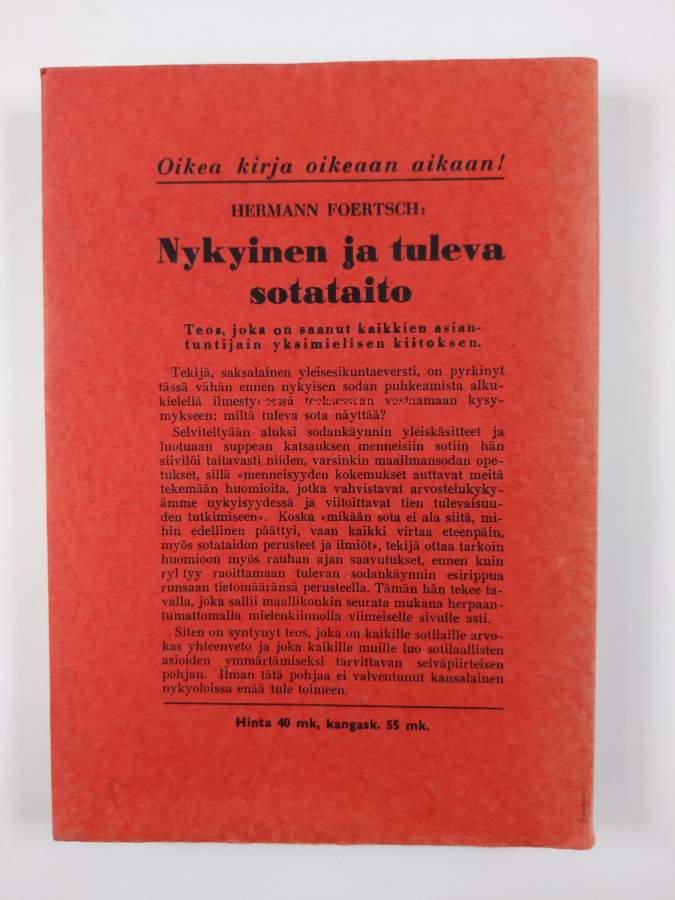 Oikea kirja oikeaan aikaan!
HERMANN FOERTSCH:
Nykyinen ja tuleva
sotataito
Teos, joka on saanut kaikkien asian-
tuntijain yksimielisen kiitoksen.
Tekijä, saksalainen yleisesikuntaeversti, on pyrkinyt
tässä vähän ennen nykyisen sodan puhkeamista alku-
kielellä ilmestyneessä teoksessaan vastaamaan kysy-
mykseen: miltä tuleva sota näyttää?
Selviteltyään aluksi sodankäynnin yleiskäsitteet ja
luotuaan suppean katsauksen menneisiin sotiin hän
siivilöi taitavasti niiden, varsinkin maailmansodan ope-
tukset, sillä »menneisyyden kokemukset auttavat meitä
tekemään huomioita, jotka vahvistavat arvostelukyky-
ämme nykyisyydessä ja viitoittavat tien tulevaisuu-
den tutkimiseen». Koska »mikään sota ei ala siitä, mi-
hin edellinen päättyi, vaan kaikki virtaa eteenpäin,
myös sotataidon perusteet ja ilmiöt», tekijä ottaa tarkoin
huomioon myös rauhan ajan saavutukset, ennen kuin
ryhtyy raoittamaan tulevan sodankäynnin esirippua
runsaan tietomääränsä perusteella. Tämän hän tekee ta-
valla, joka sallii maallikonkin seurata mukana herpaan-
tumattomalla mielenkiinnolla viimeiselle sivulle asti.
Siten on syntynyt teos, joka on kaikille sotilaille arvo-
kas yhteenveto ja joka kaikille muille luo sotilaallisten
asioiden ymmärtämiseksi tarvittavan selväpiirteisen
pohjan. Ilman tätä pohjaa ei valveutunut kansalainen
nykyoloissa enää tule toimeen.
Hinta 40 mk, kangask. 55 mk.